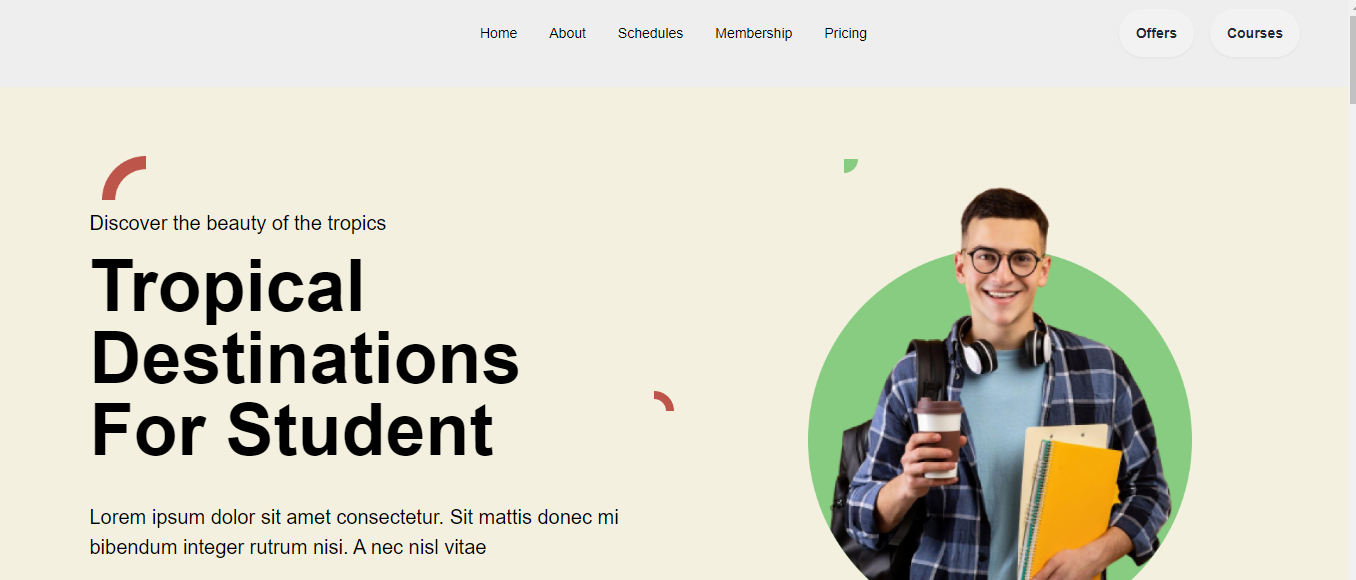 Home About Schedules Membership Pricing Offers Courses
Discover the beauty of the tropics
Tropical
Destinations
For Student
Lorem ipsum dolor sit amet consectetur. Sit mattis donec mi
bibendum integer rutrum nisi. A nec nisl vitae